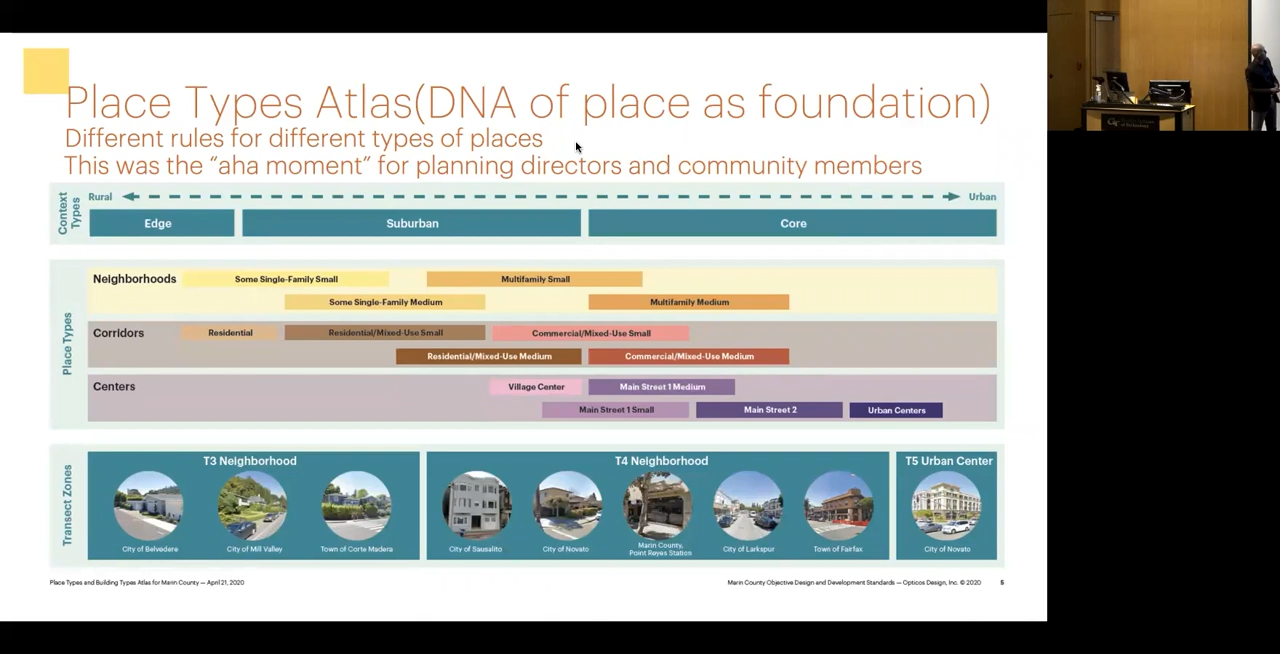 Place Types Atlas(DNA of place as foundation)
Different rules for different types of places
This was the “aha moment” for planning directors and community members
Context Types
Rural
Urban
Edge
Suburban
Core
Place Types
Neighborhoods
Some Single-Family Small
Multifamily Small
Some Single-Family Medium
Multifamily Medium
Corridors
Residential
Residential/Mixed-Use Small
Commercial/Mixed-Use Small
Residential/Mixed-Use Medium
Commercial/Mixed-Use Medium
Centers
Village Center
Main Street 1 Medium
Main Street 1 Small
Main Street 2
Urban Centers
Transect Zones
T3 Neighborhood
City of Belvedere
City of Mill Valley
Town of Corte Madera
T4 Neighborhood
City of Sausalito
City of Novato
Marin County,
Point Reyes Station
City of Larkspur
Town of Fairfax
T5 Urban Center
City of Novato
Place Types and Building Types Atlas for Marin County — April 21, 2020
Marin County Objective Design and Development Standards — Opticos Design, Inc. © 2020
5